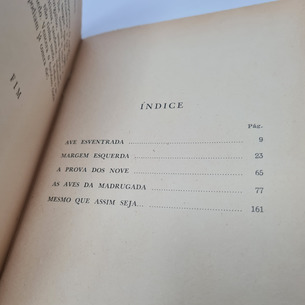 FIM
ÍNDICE
Pág.
AVE ESVENTRADA 9
MARGEM ESQUERDA 23
A PROVA DOS NOVE 65
AS AVES DA MADRUGADA 77
MESMO QUE ASSIM SEJA... 161